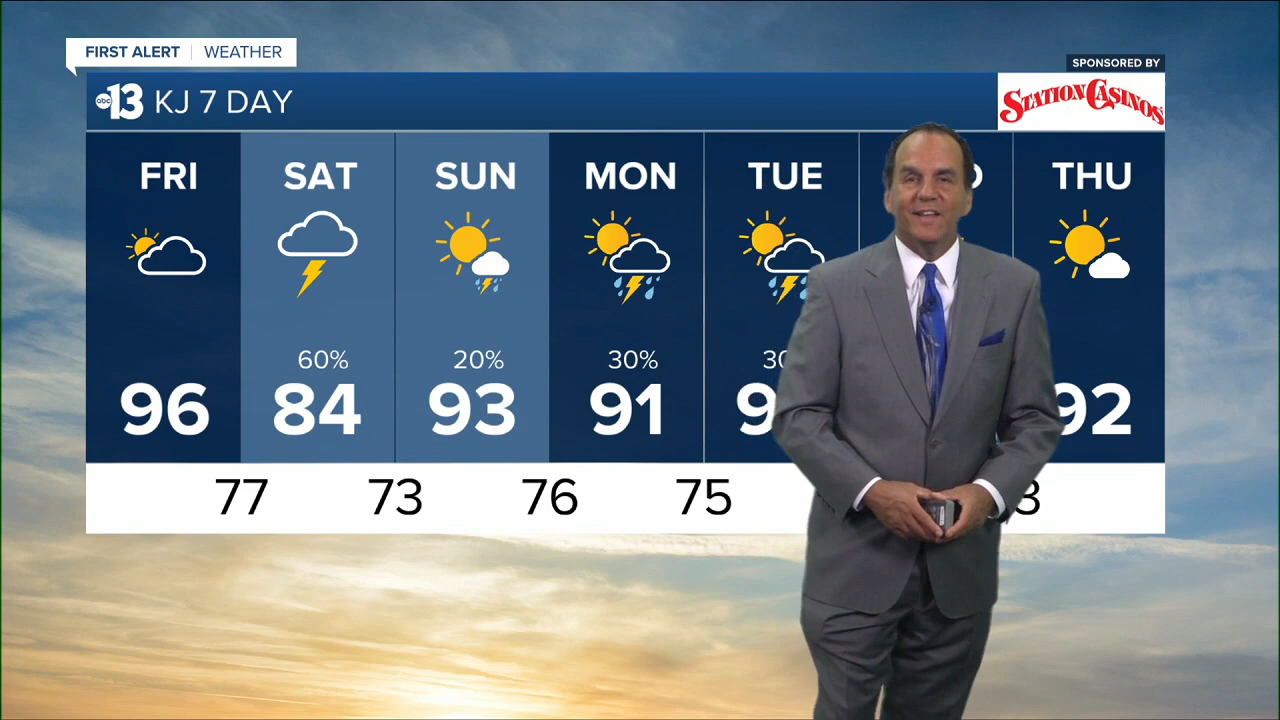 FIRST ALERT | WEATHER
SPONSORED BY
abc 13 KJ 7 DAY
STATION CASINOS
FRI SAT SUN MON TUE THU
60% 20% 30%
96 84 93 91 92
77 73 76 75